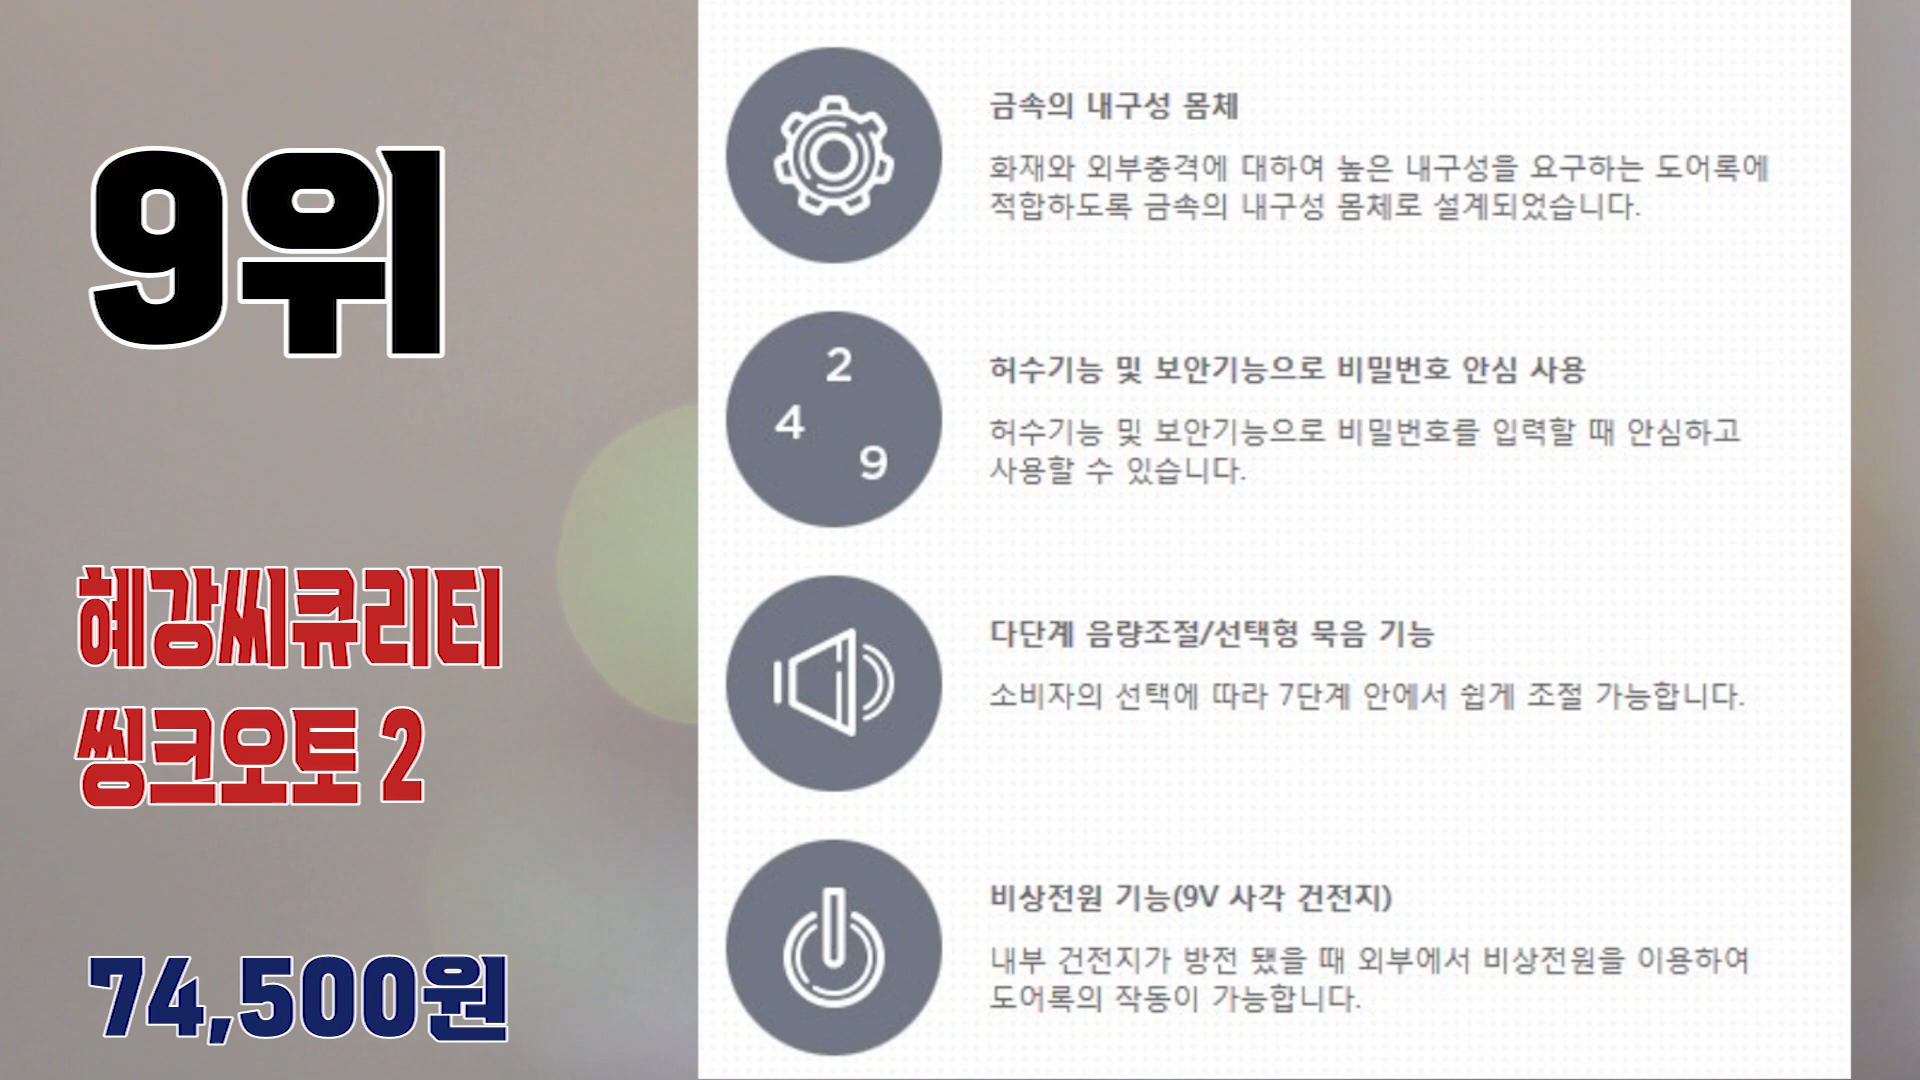 9위
혜강씨큐리티
씽크오토 2
74,500원
금속의 내구성 몸체
화재와 외부충격에 대하여 높은 내구성을 요구하는 도어록에
적합하도록 금속의 내구성 몸체로 설계되었습니다.
2
4
9
허수기능 및 보안기능으로 비밀번호 안심 사용
허수기능 및 보안기능으로 비밀번호를 입력할 때 안심하고
사용할 수 있습니다.
다단계 음량조절/선택형 묵음 기능
소비자의 선택에 따라 7단계 안에서 쉽게 조절 가능합니다.
비상전원 기능(9V 사각 건전지)
내부 건전지가 방전 됐을 때 외부에서 비상전원을 이용하여
도어록의 작동이 가능합니다.